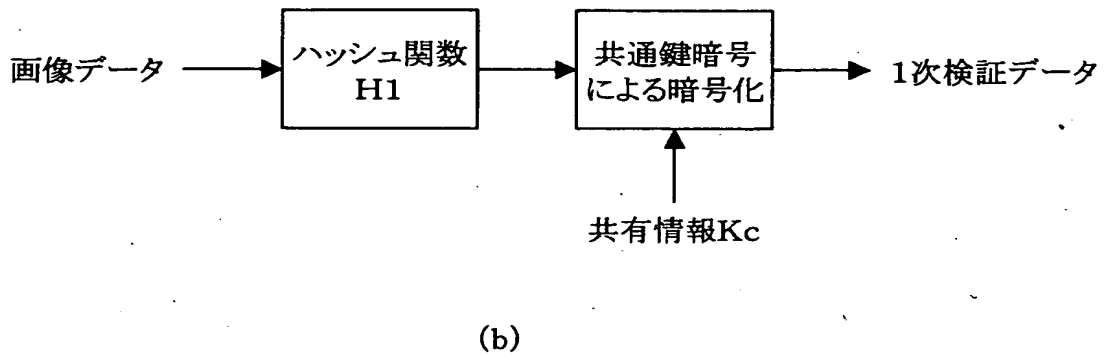 画像データ
ハッシュ関数
H1
共通鍵暗号
による暗号化
1次検証データ
共有情報Kc
(b)